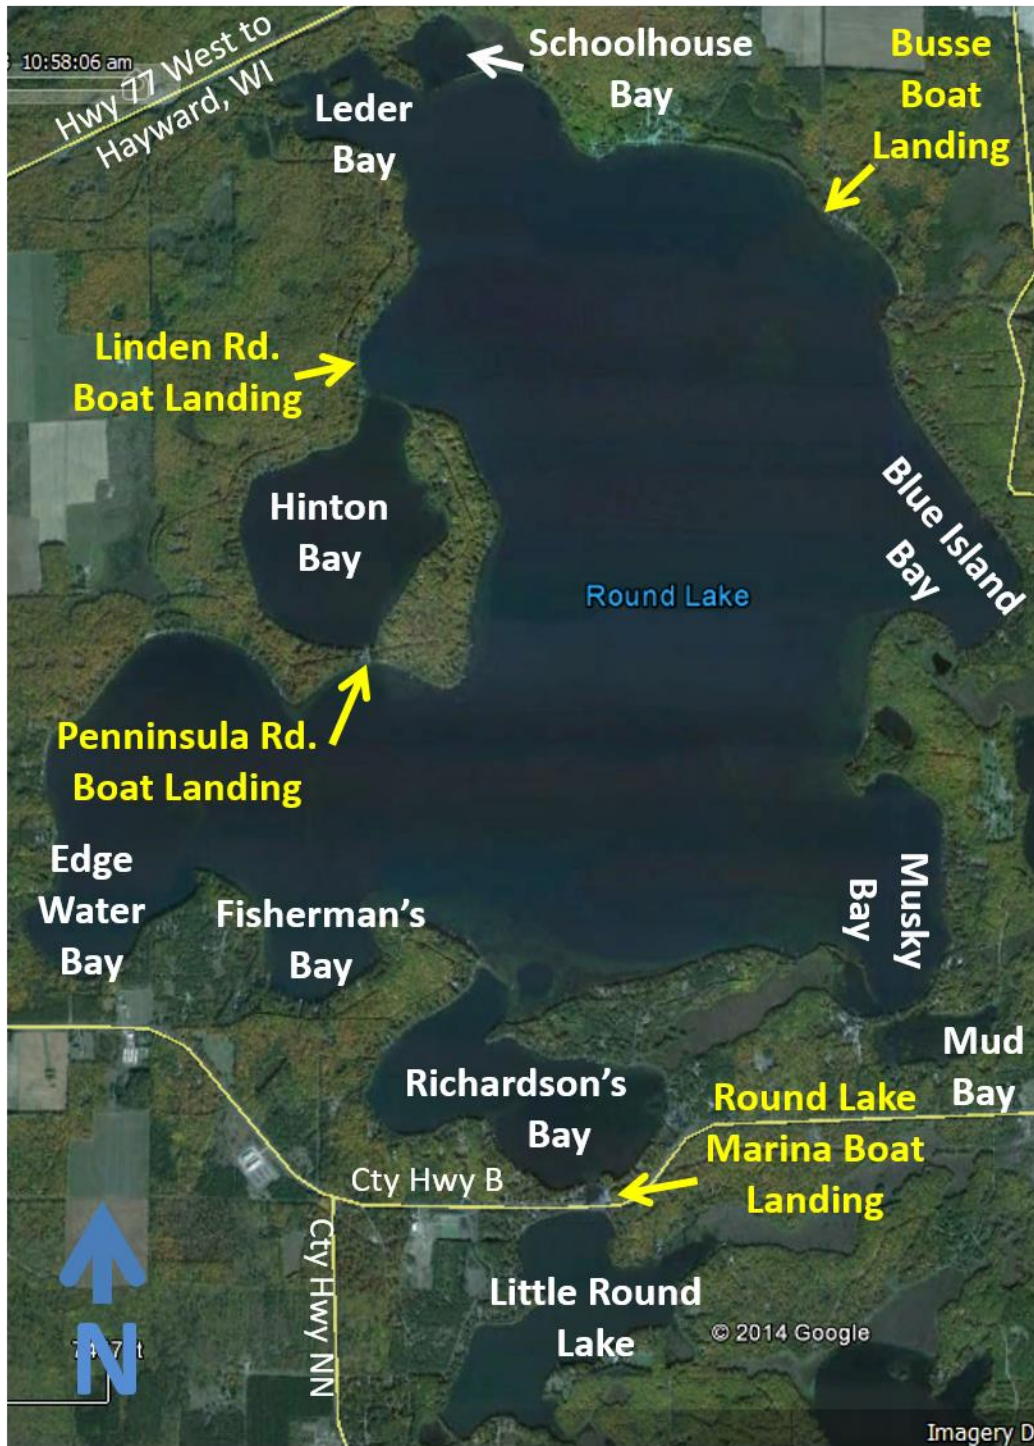 10:58:06 am
Hwy 77 West to
Hayward, WI
Schoolhouse
Bay
Busse
Boat
Landing
Leder
Bay
Linden Rd.
Boat Landing
Hinton
Bay
Blue Island
Bay
Round Lake
Penninsula Rd.
Boat Landing
Edge
Water
Bay
Fisherman's
Bay
Musky
Bay
Mud
Bay
Richardson's
Bay
Round Lake
Marina Boat
Landing
Cty Hwy B
Cty Hwy NN
Little Round
Lake
© 2014 Google
N
Imagery D